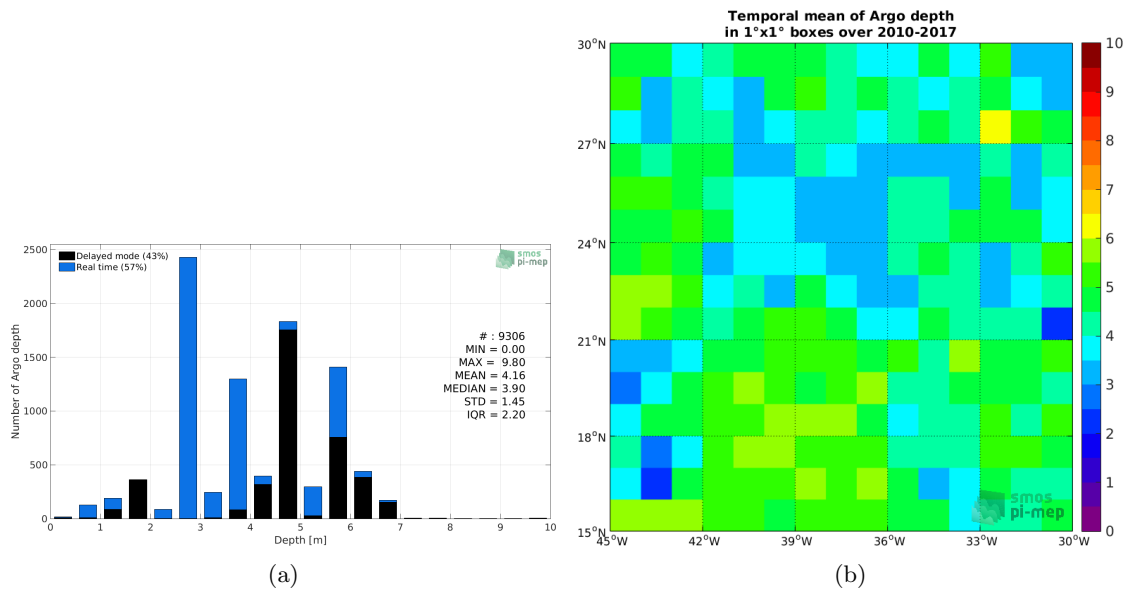 Temporal mean of Argo depth
in 1°x1° boxes over 2010-2017
Delayed mode (43%)
Real time (57%)
smos
pi-mep
# : 9306
MIN = 0.00
MAX = 9.80
MEAN = 4.16
MEDIAN = 3.90
STD = 1.45
IQR = 2.20
Number of Argo depth
2500
2000
1500
1000
500
0
0 1 2 3 4 5 6 7 8 9 10
Depth [m]
(a)
30°N
27°N
24°N
21°N
18°N
15°N
45°W 42°W 39°W 36°W 33°W 30°W
smos
pi-mep
10
9
8
7
6
5
4
3
2
1
0
(b)